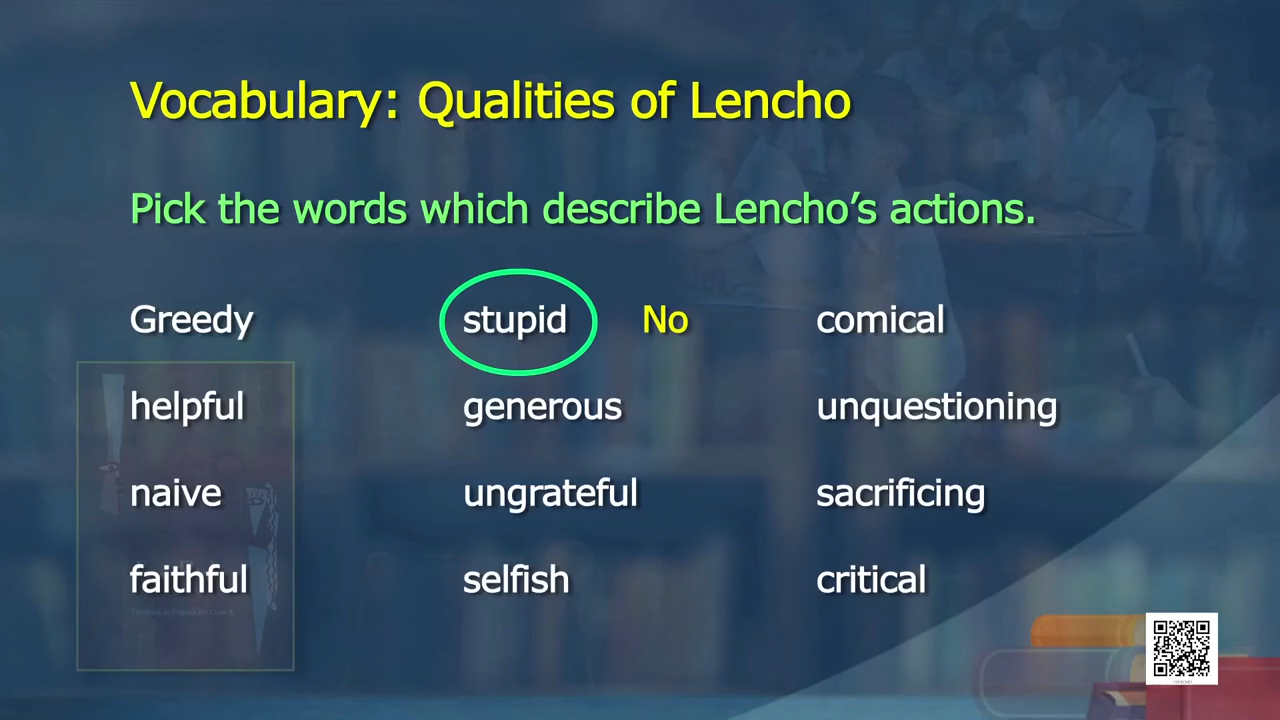 Vocabulary: Qualities of Lencho
Pick the words which describe Lencho's actions.
Greedy stupid No comical
helpful generous unquestioning
naive ungrateful sacrificing
faithful selfish critical